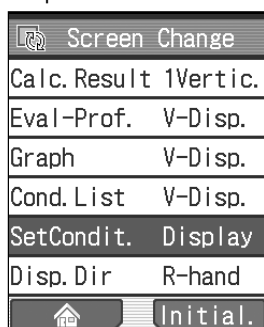 Screen Change
Calc.Result 1Vertic.
Eval-Prof. V-Disp.
Graph V-Disp.
Cond.List V-Disp.
SetCondit. Display
Disp.Dir R-hand
Initial.